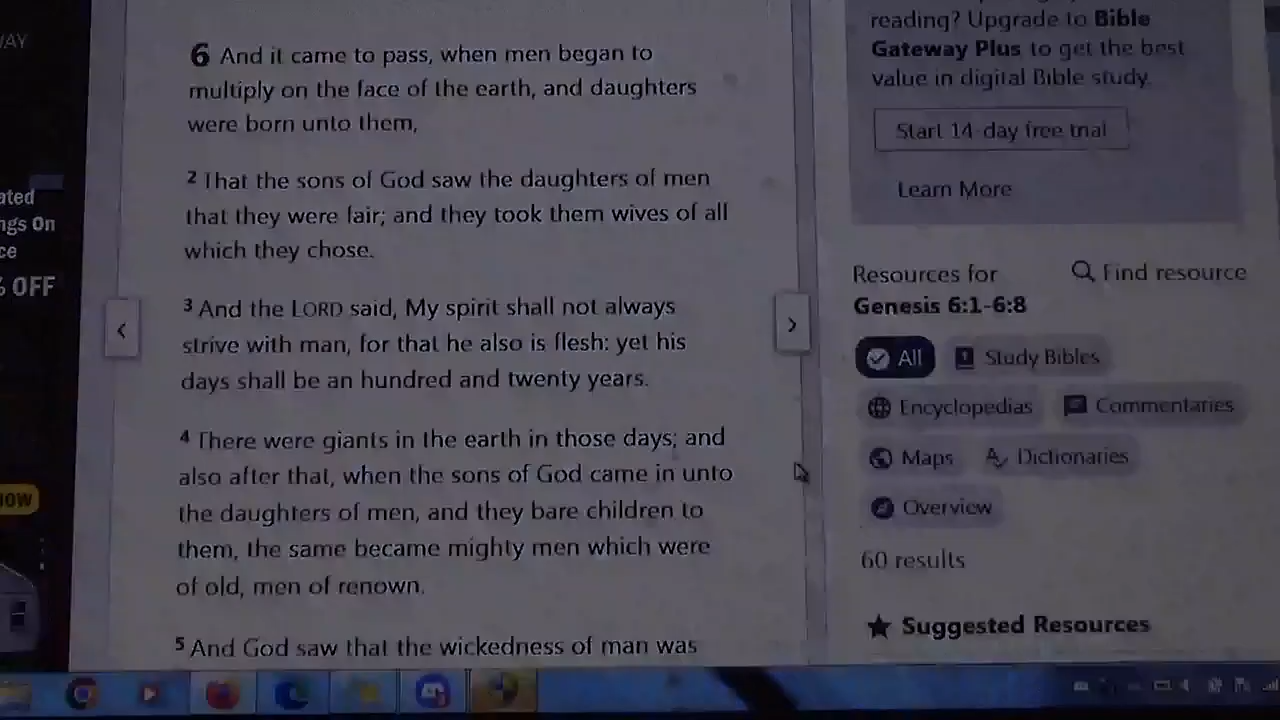 AY
ated
ngs On
ce
% OFF
NOW
6 And it came to pass, when men began to
multiply on the face of the earth, and daughters
were born unto them,
2 That the sons of God saw the daughters of men
that they were fair; and they took them wives of all
which they chose.
3 And the LORD said, My spirit shall not always
strive with man, for that he also is flesh: yet his
days shall be an hundred and twenty years.
4 There were giants in the earth in those days; and
also after that, when the sons of God came in unto
the daughters of men, and they bare children to
them, the same became mighty men which were
of old, men of renown.
5 And God saw that the wickedness of man was
reading? Upgrade to Bible
Gateway Plus to get the best
value in digital Bible study.
Start 14-day free trial
Learn More
Resources for
Genesis 6:1-6:8
Find resource
All
Study Bibles
Encyclopedias
Commentaries
Maps
Dictionaries
Overview
60 results
Suggested Resources